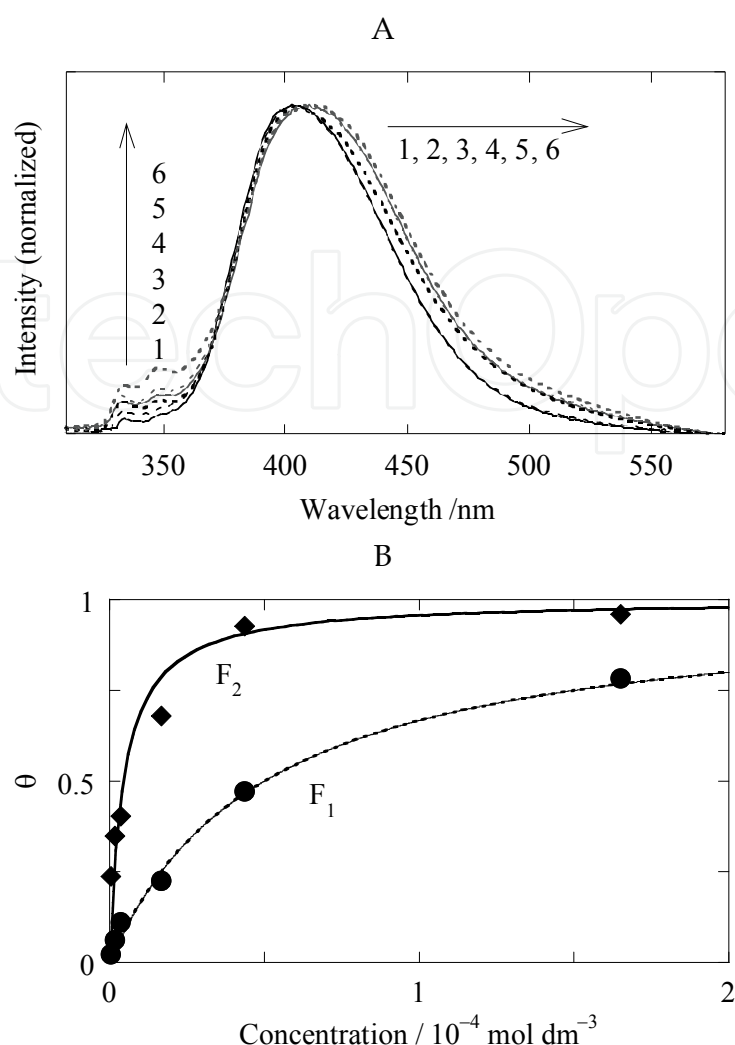 A
Intensity (nornalized)
6
5
4
3
2
1
1, 2, 3, 4, 5, 6
350 400 450 500 550
Wavelength /nm
B
θ
1
0.5
0
F2
F1
0 1 2
Concentration / 10−4 mol dm−3